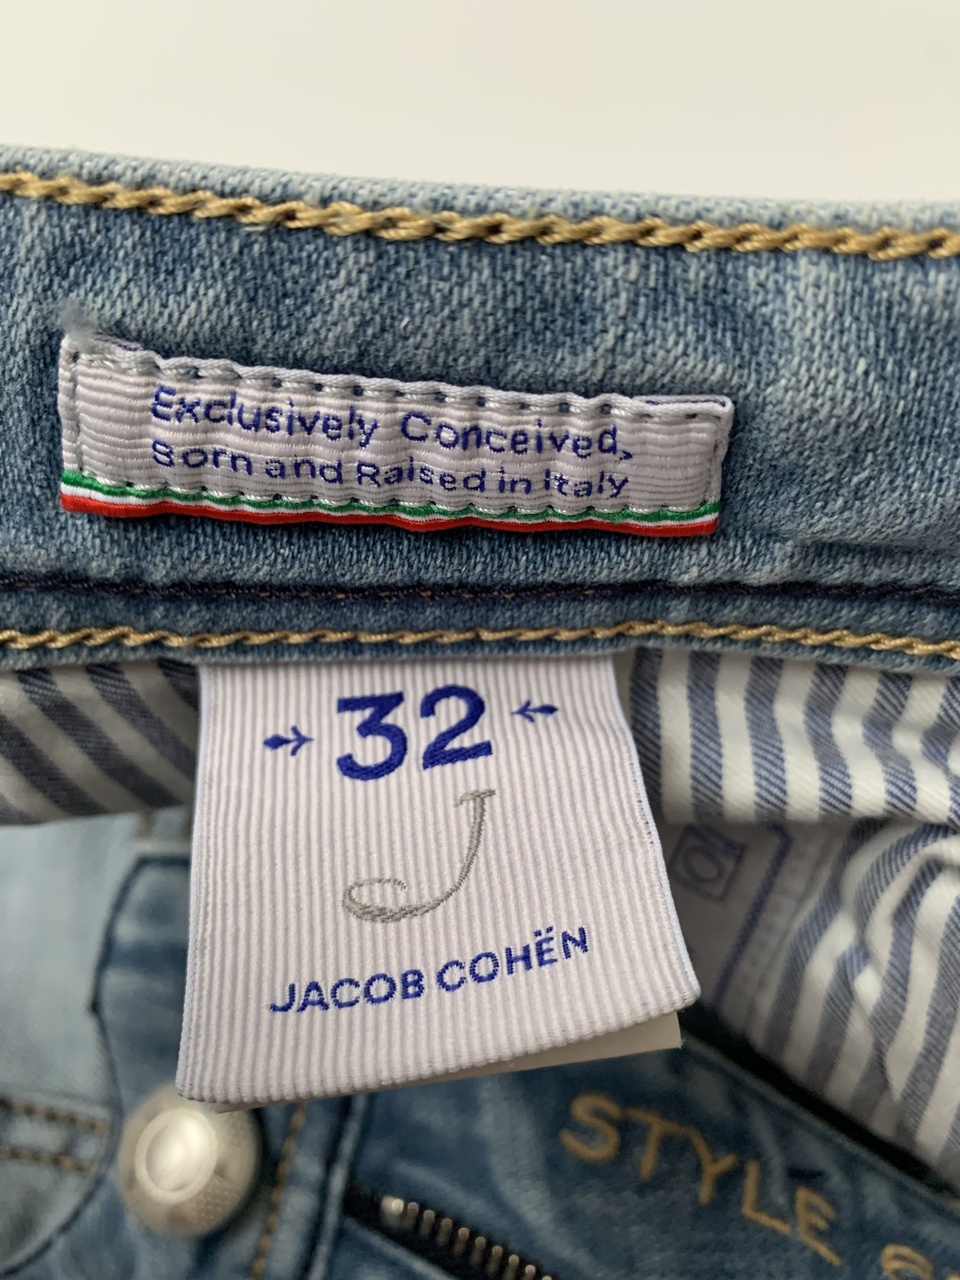 Exclusively Conceived,
Born and Raised in Italy
32
J
JACOB COHËN
STYLE